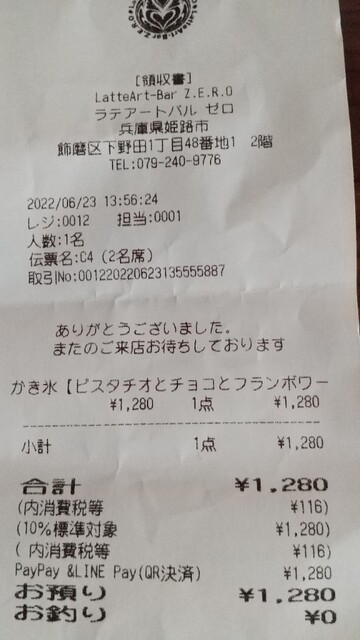 [領収書]
LatteArt-Bar Z.E.R.O
ラテアートバル ゼロ
兵庫県姫路市
飾磨区下野田1丁目48番地1 2階
TEL:079-240-9776
2022/06/23 13:56:24
レジ:0012 担当:0001
人数:1名
伝票名:C4 (2名席)
取引No:001220220623135555887
ありがとうございました。
またのご来店お待ちしております
かき氷【ピスタチオとチョコとフランボワー
¥1,280 1点 ¥1,280
小計 1点 ¥1,280
合計 ¥1,280
(内消費税等 ¥116)
(10%標準対象 ¥1,280)
( 内消費税等 ¥116)
PayPay &LINE Pay(QR決済) ¥1,280
お預り ¥1,280
お釣り ¥0